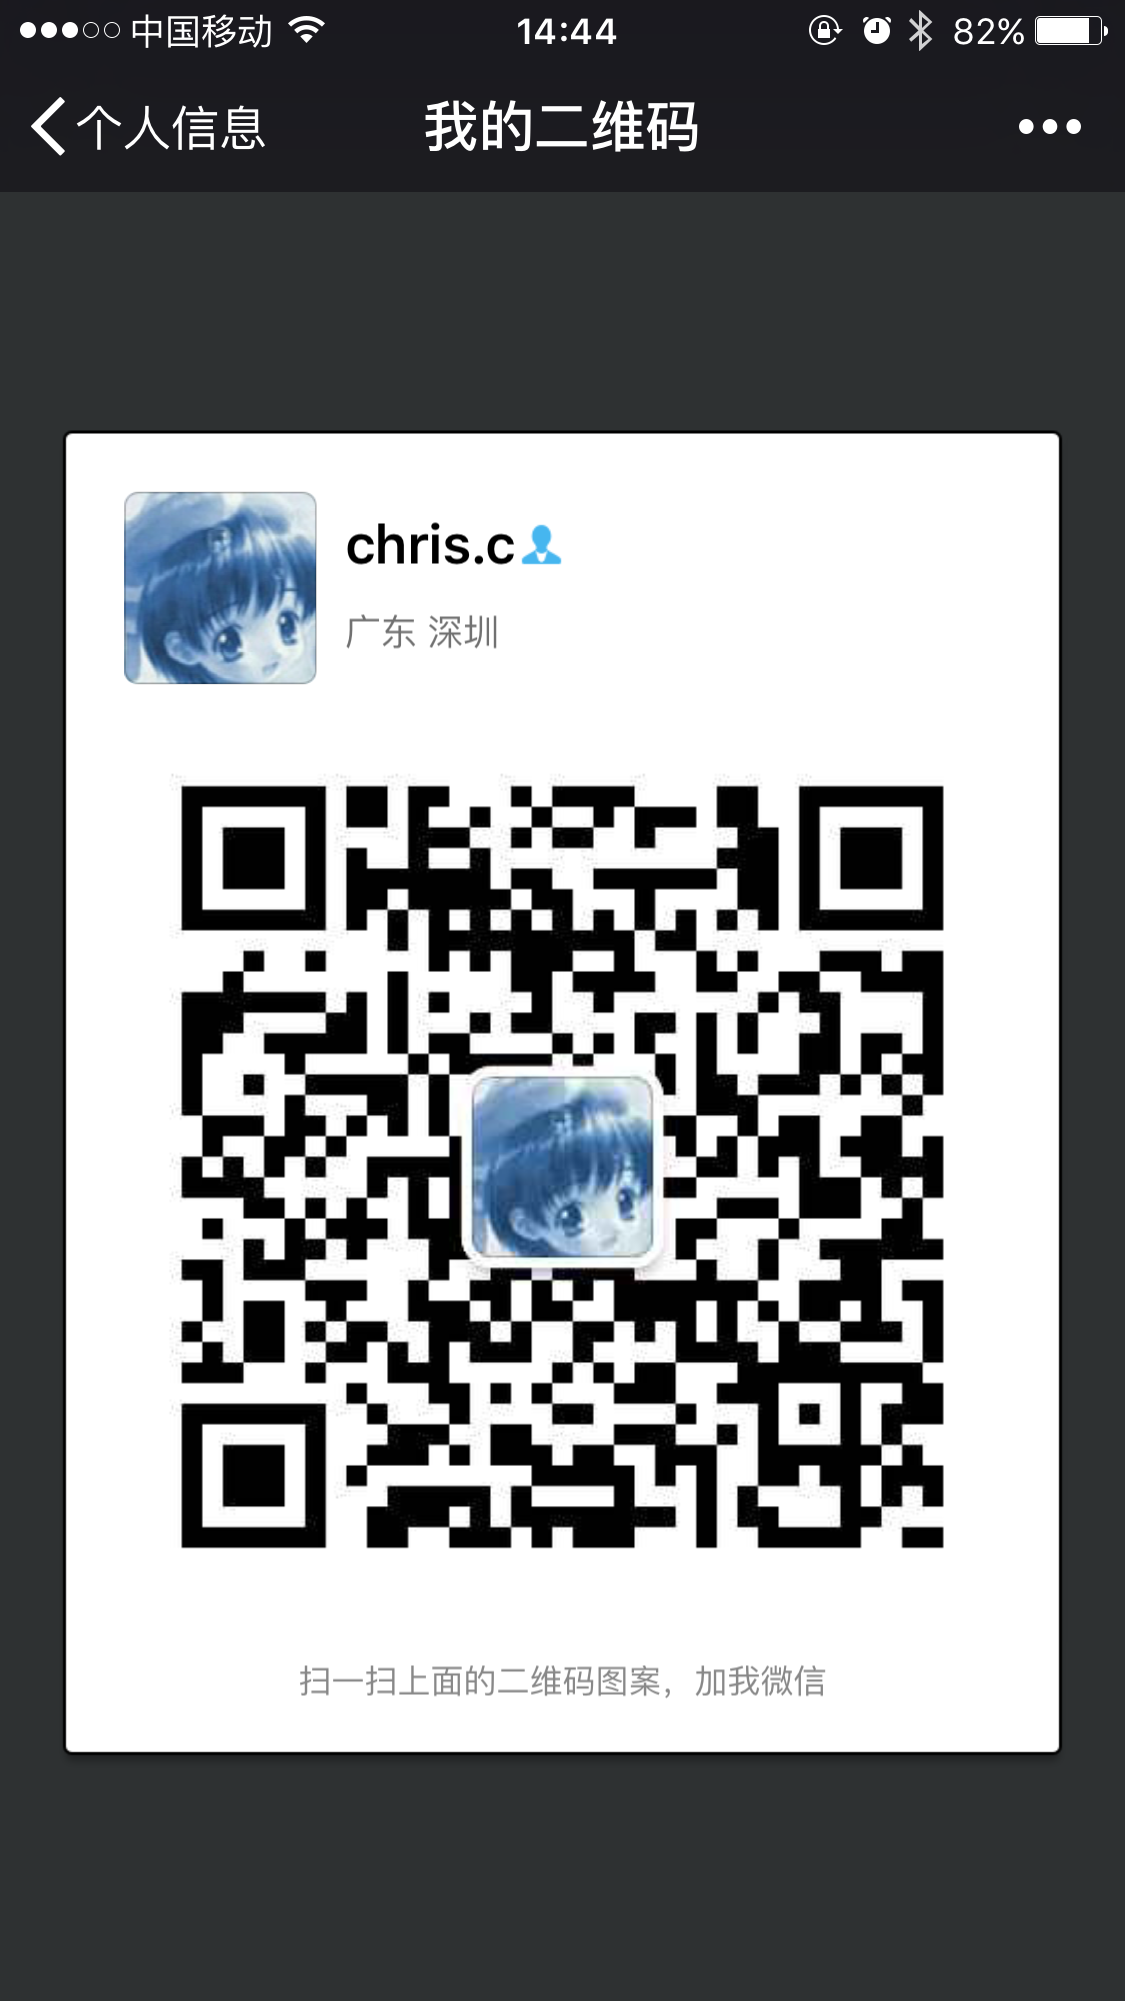 中国移动 14:44 82%
个人信息 我的二维码
chris.c
广东 深圳
扫一扫上面的二维码图案，加我微信